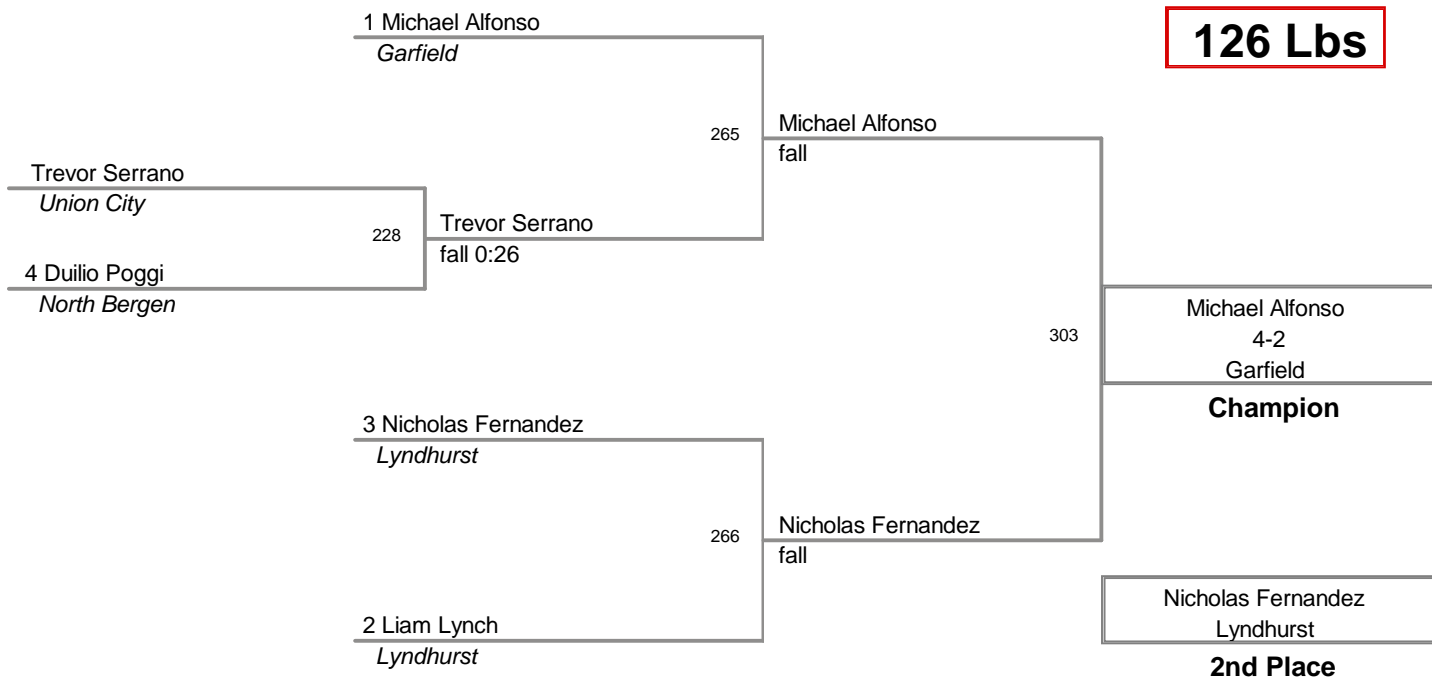 1 Michael Alfonso
Garfield
126 Lbs
265
Michael Alfonso
fall
Trevor Serrano
Union City
228
Trevor Serrano
fall 0:26
4 Duilio Poggi
North Bergen
303
Michael Alfonso
4-2
Garfield
Champion
3 Nicholas Fernandez
Lyndhurst
266
Nicholas Fernandez
fall
2 Liam Lynch
Lyndhurst
Nicholas Fernandez
Lyndhurst
2nd Place